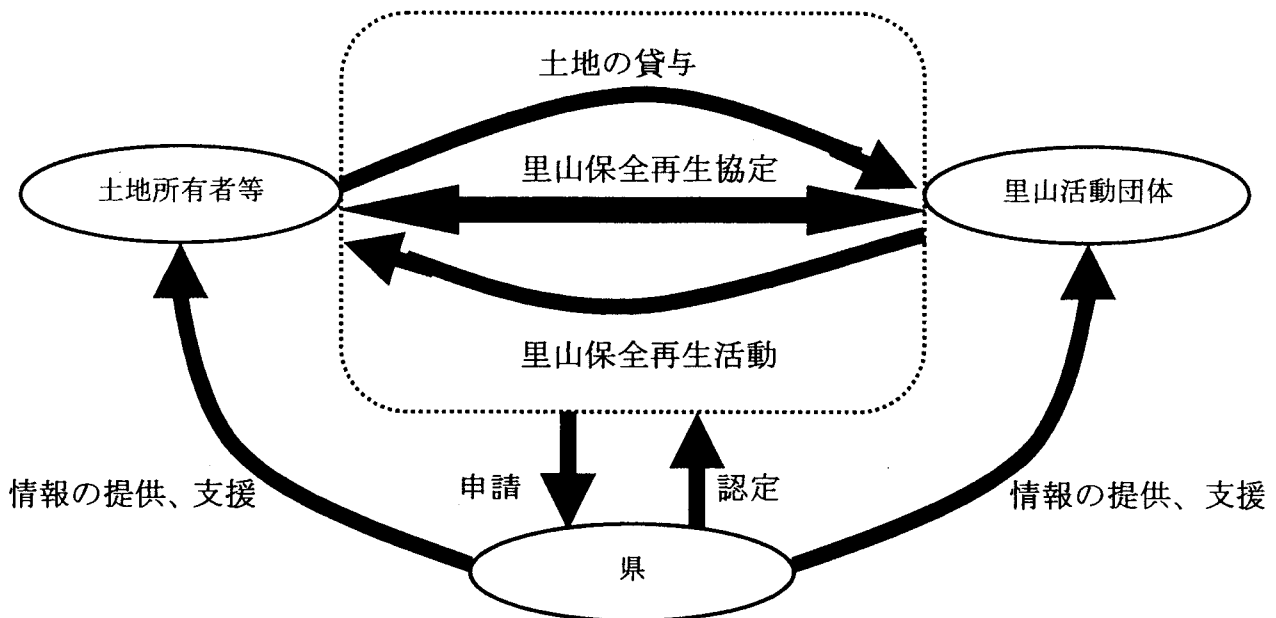 土地の貸与
土地所有者等
里山保全再生協定
里山活動団体
里山保全再生活動
情報の提供、支援
申請
認定
情報の提供、支援
県